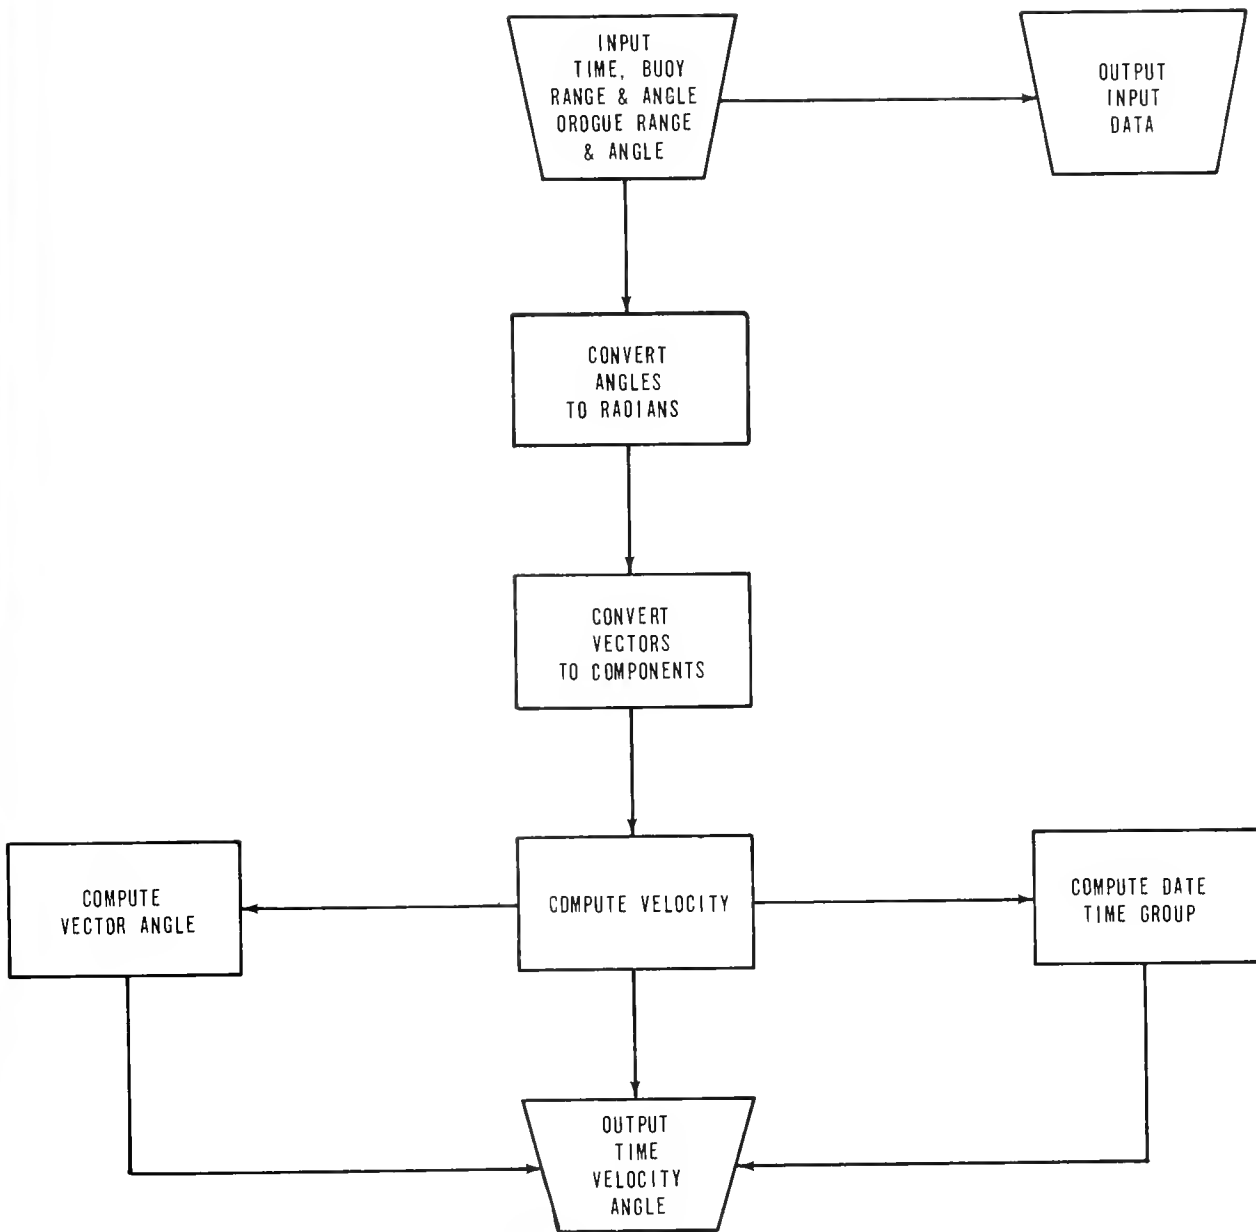 INPUT
TIME, BUOY
RANGE & ANGLE
OROGUE RANGE
& ANGLE
OUTPUT
INPUT
DATA
CONVERT
ANGLES
TO RADIANS
CONVERT
VECTORS
TO COMPONENTS
COMPUTE
VECTOR ANGLE
COMPUTE VELOCITY
COMPUTE DATE
TIME GROUP
OUTPUT
TIME
VELOCITY
ANGLE